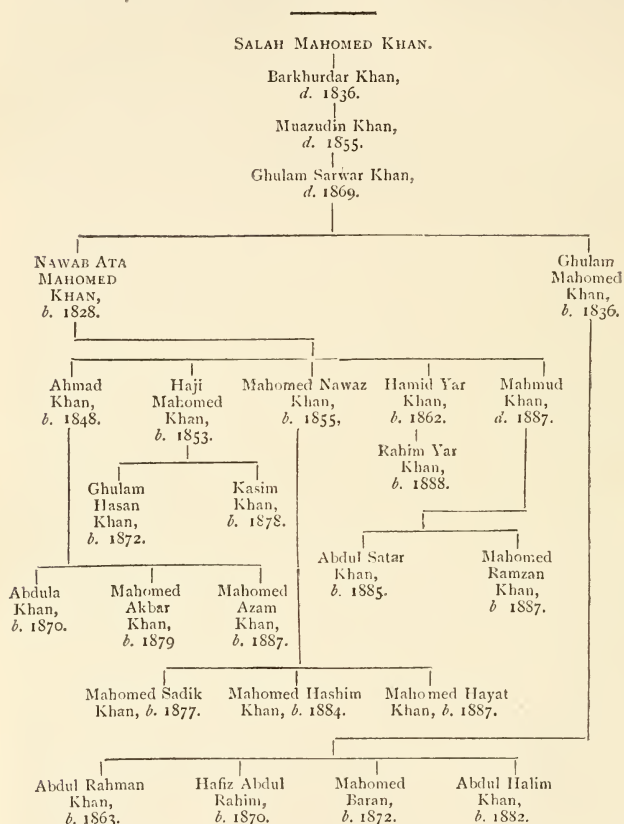 SALAH MAHOMED KHAN.
Barkhurdar Khan,
d. 1836.
Muazudin Khan,
d. 1855.
Ghulam Sarwar Khan,
d. 1869.
NAWAB ATA
MAHOMED
KHAN,
b. 1828.
Ghulam
Mahomed
Khan,
b. 1836.
Ahmad
Khan,
b. 1848.
Haji
Mahomed
Khan,
b. 1853.
Mahomed Nawaz
Khan,
b. 1855,
Hamid Yar
Khan,
b. 1862.
Mahmud
Khan,
d. 1887.
Rahim Yar
Khan,
b. 1888.
Ghulam
Hasan
Khan,
b. 1872.
Kasim
Khan,
b. 1878.
Abdul Satar
Khan,
b. 1885.
Mahomed
Ramzan
Khan,
b 1887.
Abdula
Khan,
b. 1870.
Mahomed
Akbar
Khan,
b. 1879
Mahomed
Azam
Khan,
b. 1887.
Mahomed Sadik
Khan, b. 1877.
Mahomed Hashim
Khan, b. 1884.
Mahomed Hayat
Khan, b. 1887.
Abdul Rahman
Khan,
b. 1863.
Hafiz Abdul
Rahim,
b. 1870.
Mahomed
Baran,
b. 1872.
Abdul Halim
Khan,
b. 1882.